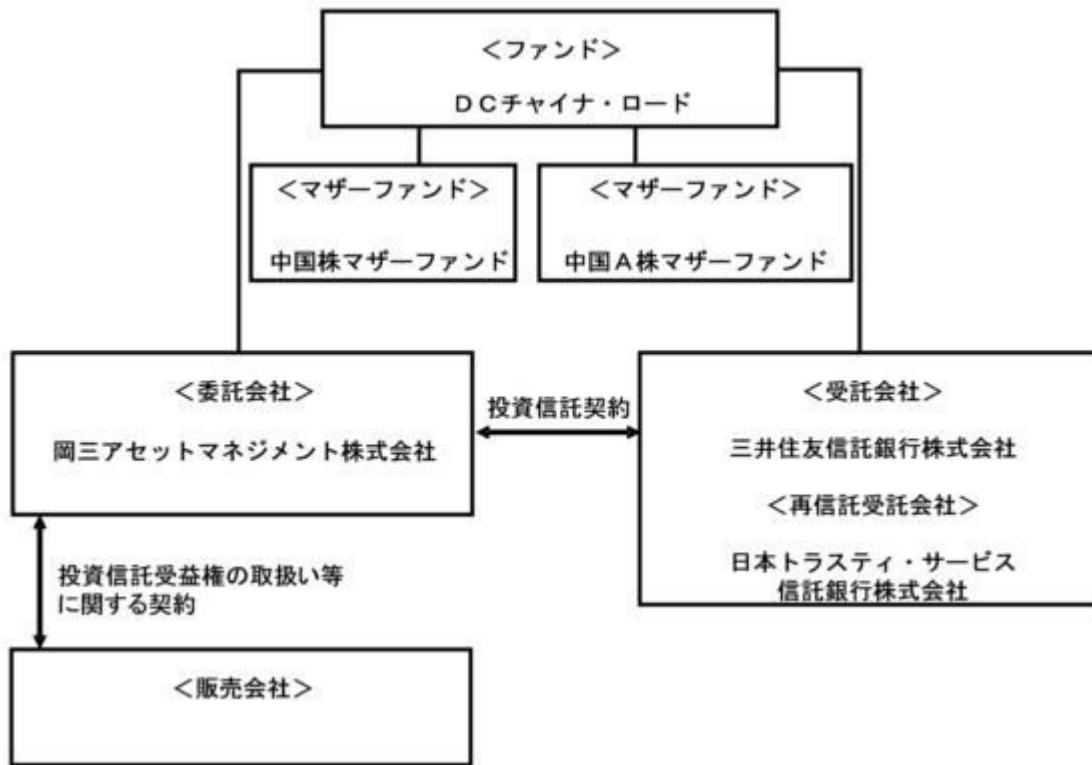 ＜ファンド＞
ＤＣチャイナ・ロード
＜マザーファンド＞
中国株マザーファンド
＜マザーファンド＞
中国Ａ株マザーファンド
＜委託会社＞
岡三アセットマネジメント株式会社
投資信託契約
＜受託会社＞
三井住友信託銀行株式会社
＜再信託受託会社＞
日本トラスティ・サービス
信託銀行株式会社
投資信託受益権の取扱い等
に関する契約
＜販売会社＞